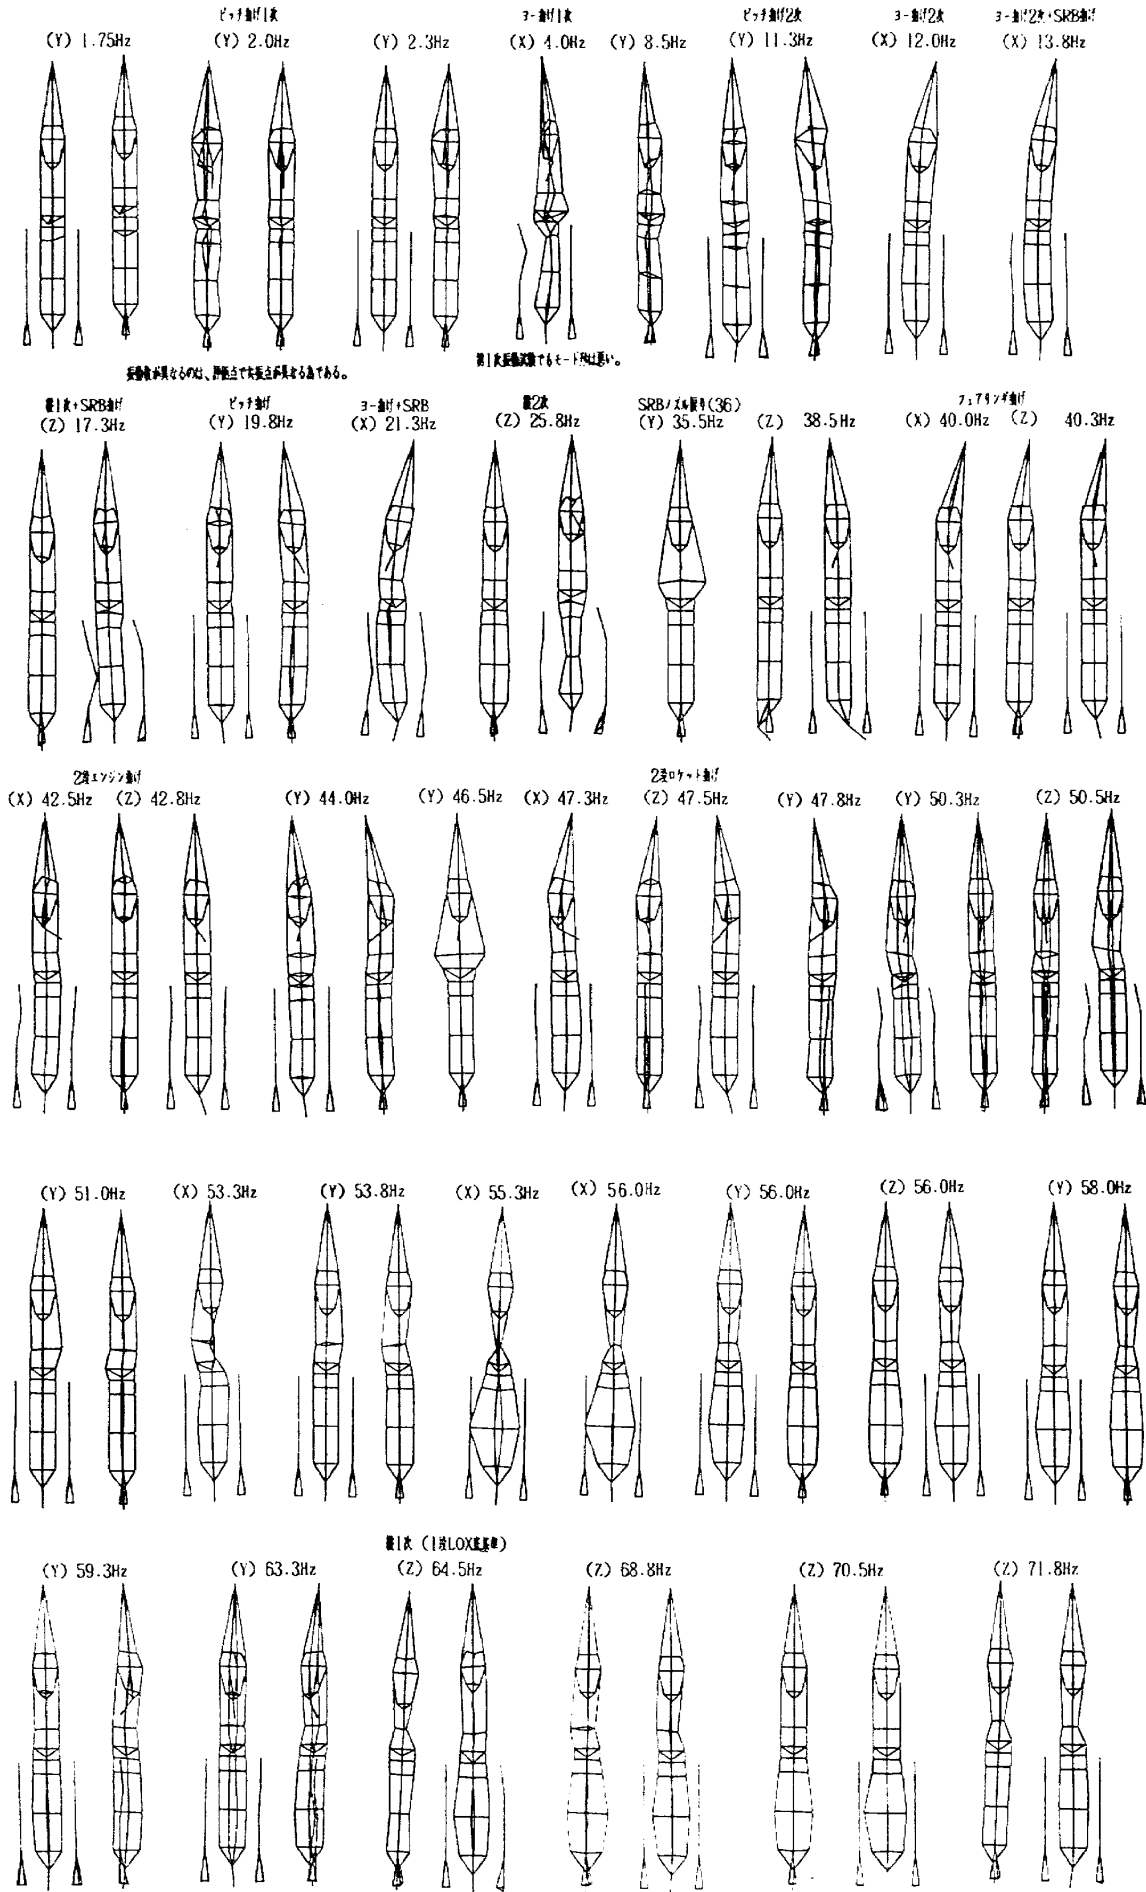 ピッチ曲げ1次 ヨー曲げ1次 ピッチ曲げ2次 ヨー曲げ2次 ヨー曲げ2次+SRB曲げ
(Y) 1.75Hz (Y) 2.0Hz (Y) 2.3Hz (X) 4.0Hz (Y) 8.5Hz (Y) 11.3Hz (X) 12.0Hz (X) 13.8Hz
振動数が異なるのは、評価点で共振点が異なる為である。 第1次振動試験でもモード形は悪い。
縦1次+SRB曲げ ピッチ曲げ ヨー曲げ+SRB 縦2次 SRBノズル振り(36) フェアリング曲げ
(Z) 17.3Hz (Y) 19.8Hz (X) 21.3Hz (Z) 25.8Hz (Y) 35.5Hz (Z) 38.5Hz (X) 40.0Hz (Z) 40.3Hz
2段エンジン曲げ 2段ロケット曲げ
(X) 42.5Hz (Z) 42.8Hz (Y) 44.0Hz (Y) 46.5Hz (X) 47.3Hz (Z) 47.5Hz (Y) 47.8Hz (Y) 50.3Hz (Z) 50.5Hz
(Y) 51.0Hz (X) 53.3Hz (Y) 53.8Hz (X) 55.3Hz (X) 56.0Hz (Y) 56.0Hz (Z) 56.0Hz (Y) 58.0Hz
縦1次 (1段LOX底基準)
(Y) 59.3Hz (Y) 63.3Hz (Z) 64.5Hz (Z) 68.8Hz (Z) 70.5Hz (Z) 71.8Hz